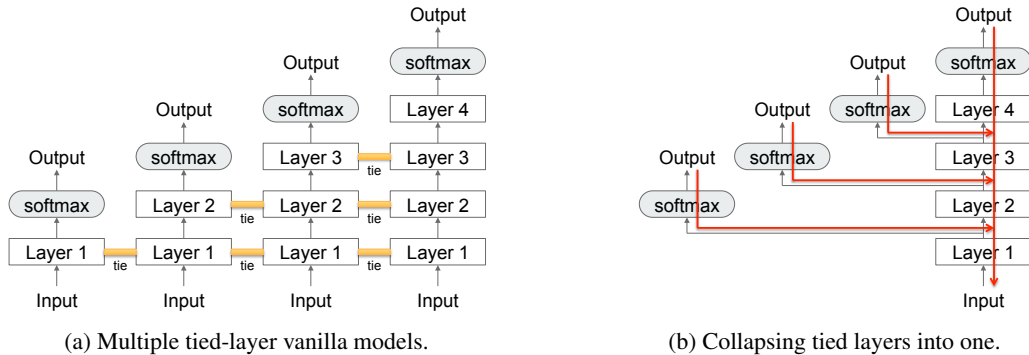 Output
softmax
Layer 1
Input
Output
softmax
Layer 2
Layer 1
Input
Output
softmax
Layer 3
Layer 2
Layer 1
Input
Output
softmax
Layer 4
Layer 3
Layer 2
Layer 1
Input
tie
tie
tie
tie
tie
tie
(a) Multiple tied-layer vanilla models.
Output
softmax
Output
softmax
Output
softmax
Output
softmax
Layer 4
Layer 3
Layer 2
Layer 1
Input
(b) Collapsing tied layers into one.